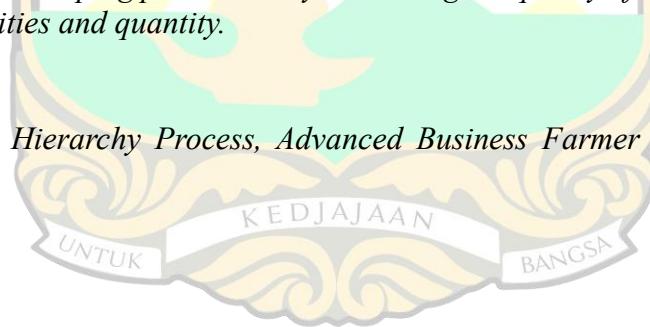 ities and quantity.
Hierarchy Process, Advanced Business Farmer
UNTUK KEDJAJAAN BANGSA